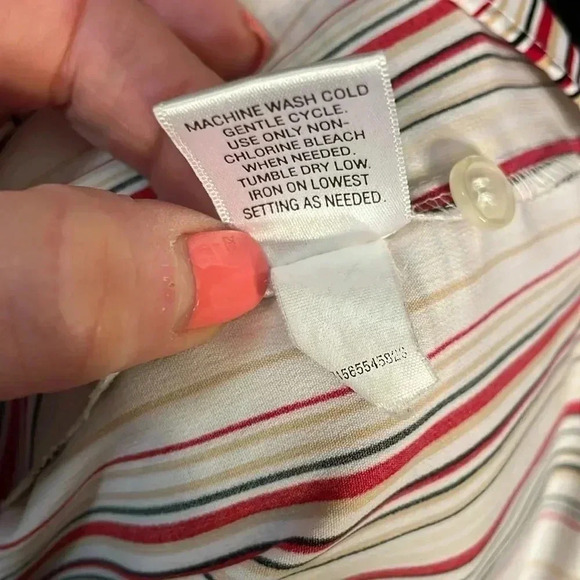 MACHINE WASH COLD
GENTLE CYCLE.
USE ONLY NON-
CHLORINE BLEACH
WHEN NEEDED.
TUMBLE DRY LOW.
IRON ON LOWEST
SETTING AS NEEDED.